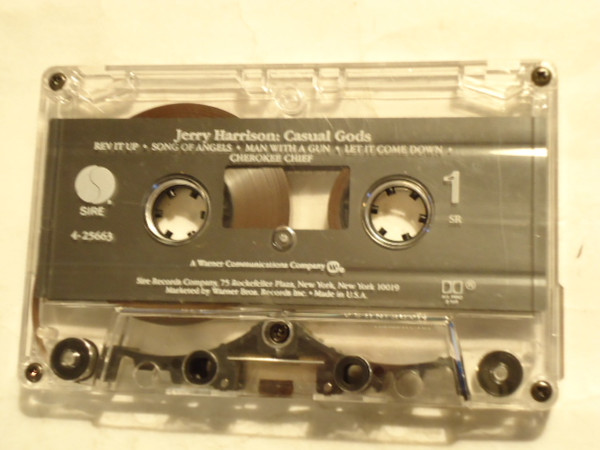 Jerry Harrison: Casual Gods
REV IT UP • SONG OF ANGELS • MAN WITH A GUN • LET IT COME DOWN •
CHEROKEE CHIEF
S
SIRE
®
1
SR
4-25663
A Warner Communications Company
Sire Records Company, 75 Rockefeller Plaza, New York, New York 10019
Marketed by Warner Bros. Records Inc. • Made in U.S.A.